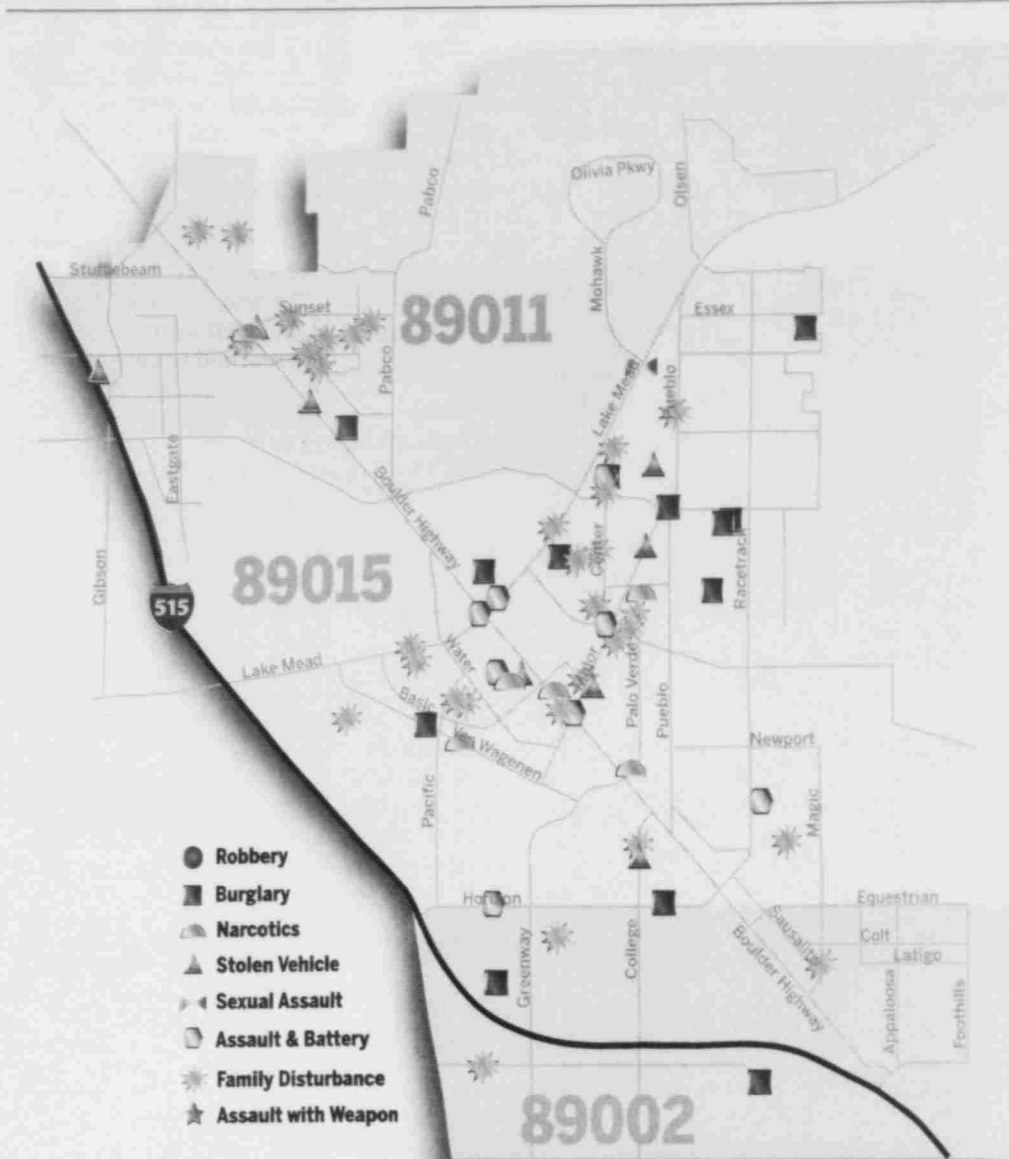 Olivia Pkwy
Pabco
Olsen
Stufflebeam
Mohawk
Sunset
89011
Essex
Pabco
Lake Mead
Pueblo
Eastgate
Boulder Highway
Center
Gibson
89015
Racetrack
515
Water
Major
Lake Mead
Palo Verde
Pueblo
Basic
Van Wagenen
Newport
Pacific
Magic
Robbery
Burglary
Horizon
Equestrian
Narcotics
Sausalito
Colt
Stolen Vehicle
College
Boulder Highway
Latigo
Greenway
Sexual Assault
Appaloosa
Foothills
Assault & Battery
Family Disturbance
Assault with Weapon
89002